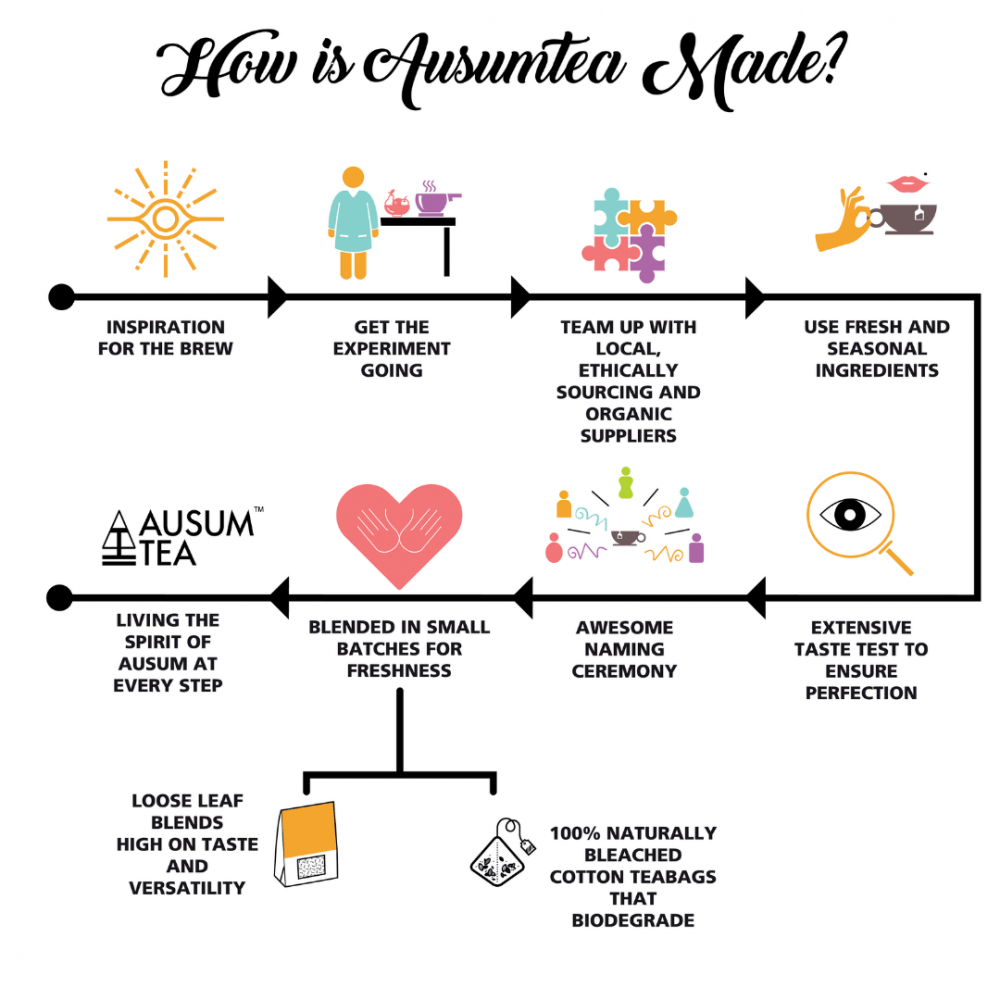 How is Ausumtea Made?
INSPIRATION
FOR THE BREW
GET THE
EXPERIMENT
GOING
TEAM UP WITH
LOCAL,
ETHICALLY
SOURCING AND
ORGANIC
SUPPLIERS
USE FRESH AND
SEASONAL
INGREDIENTS
EXTENSIVE
TASTE TEST TO
ENSURE
PERFECTION
AWESOME
NAMING
CEREMONY
BLENDED IN SMALL
BATCHES FOR
FRESHNESS
AUSUM™
TEA
LIVING THE
SPIRIT OF
AUSUM AT
EVERY STEP
LOOSE LEAF
BLENDS
HIGH ON TASTE
AND
VERSATILITY
100% NATURALLY
BLEACHED
COTTON TEABAGS
THAT
BIODEGRADE